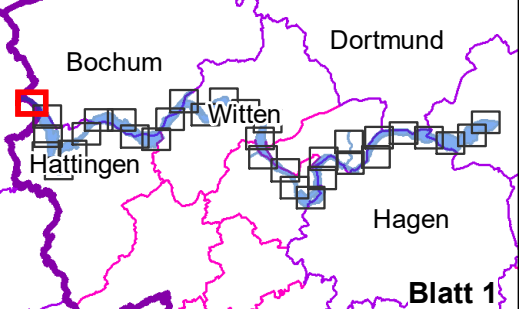 Dortmund
Bochum
Witten
Hattingen
Hagen
Blatt 1